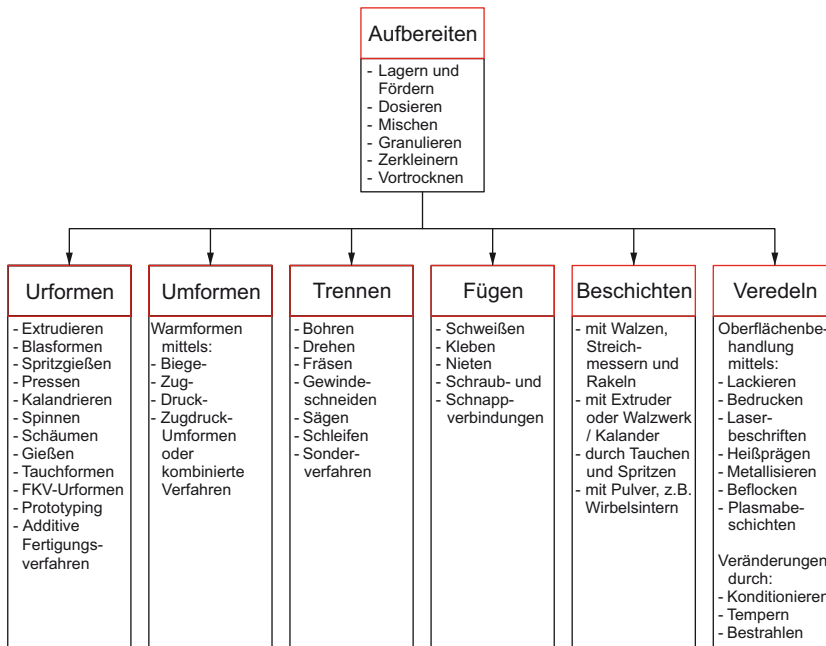 Aufbereiten
- Lagern und
Fördern
- Dosieren
- Mischen
- Granulieren
- Zerkleinern
- Vortrocknen
Urformen
- Extrudieren
- Blasformen
- Spritzgießen
- Pressen
- Kalandrieren
- Spinnen
- Schäumen
- Gießen
- Tauchformen
- FKV-Urformen
- Prototyping
- Additive
Fertigungs-
verfahren
Umformen
Warmformen
mittels:
- Biege-
- Zug-
- Druck-
- Zugdruck-
Umformen
oder
kombinierte
Verfahren
Trennen
- Bohren
- Drehen
- Fräsen
- Gewinde-
schneiden
- Sägen
- Schleifen
- Sonder-
verfahren
Fügen
- Schweißen
- Kleben
- Nieten
- Schraub- und
- Schnapp-
verbindungen
Beschichten
- mit Walzen,
Streich-
messern und
Rakeln
- mit Extruder
oder Walzwerk
/ Kalander
- durch Tauchen
und Spritzen
- mit Pulver, z.B.
Wirbelsintern
Veredeln
Oberflächenbe-
handlung
mittels:
- Lackieren
- Bedrucken
- Laser-
beschriften
- Heißprägen
- Metallisieren
- Beflocken
- Plasmabe-
schichten
Veränderungen
durch:
- Konditionieren
- Tempern
- Bestrahlen